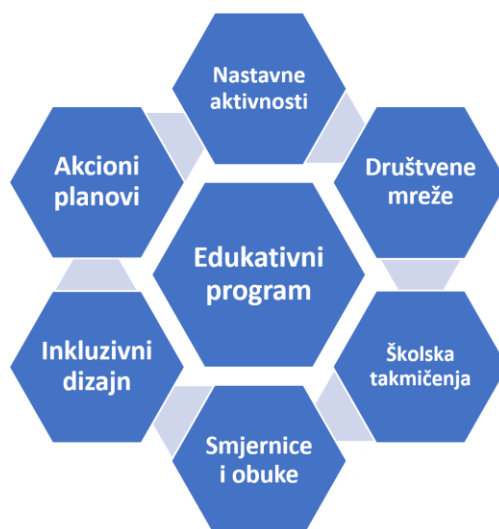 Nastavne
aktivnosti
Društvene
mreže
Školska
takmičenja
Smjernice
i obuke
Inkluzivni
dizajn
Akcioni
planovi
Edukativni
program